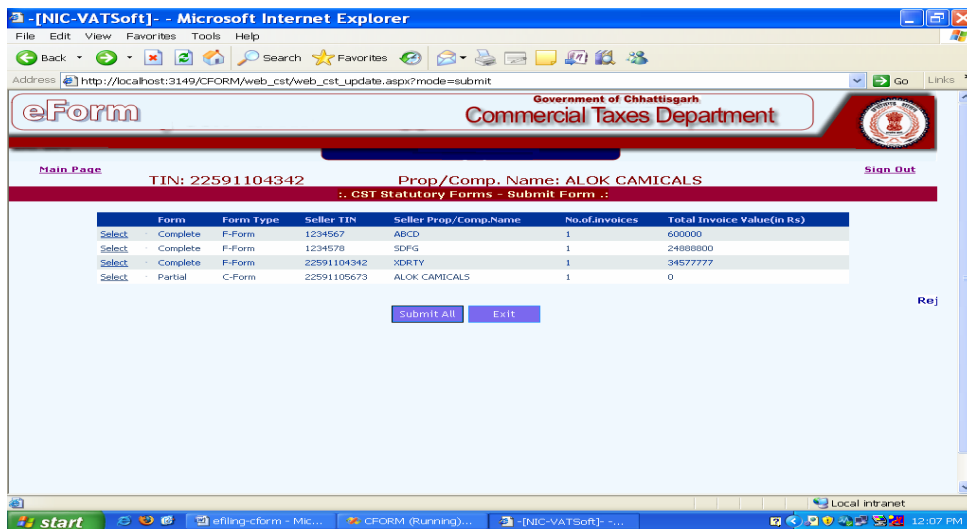 -[NIC-VATSoft]- - Microsoft Internet Explorer
File Edit View Favorites Tools Help
Back Search Favorites
Address http://localhost:3149/CFORM/web_cst/web_cst_update.aspx?mode=submit Go Links
eForm
Government of Chhattisgarh
Commercial Taxes Department
Main Page Sign Out
TIN: 22591104342 Prop/Comp. Name: ALOK CAMICALS
:. CST Statutory Forms - Submit Form .:
Form Form Type Seller TIN Seller Prop/Comp.Name No.of.invoices Total Invoice Value(in Rs)
Select Complete F-Form 1234567 ABCD 1 600000
Select Complete F-Form 1234578 SDFG 1 24888800
Select Complete F-Form 22591104342 XDRTY 1 34577777
Select Partial C-Form 22591105673 ALOK CAMICALS 1 0
Rej
Submit All Exit
Local intranet
start efiling-cform - Mic... CFORM (Running)... -[NIC-VATSoft]- -... 12:07 PM